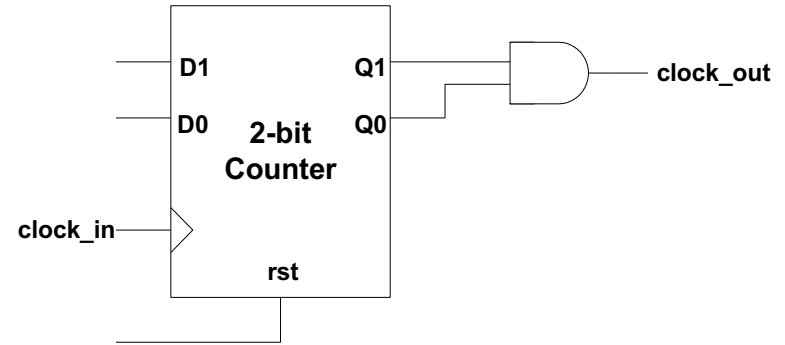 D1
Q1
clock_out
D0
Q0
2-bit
Counter
clock_in
rst